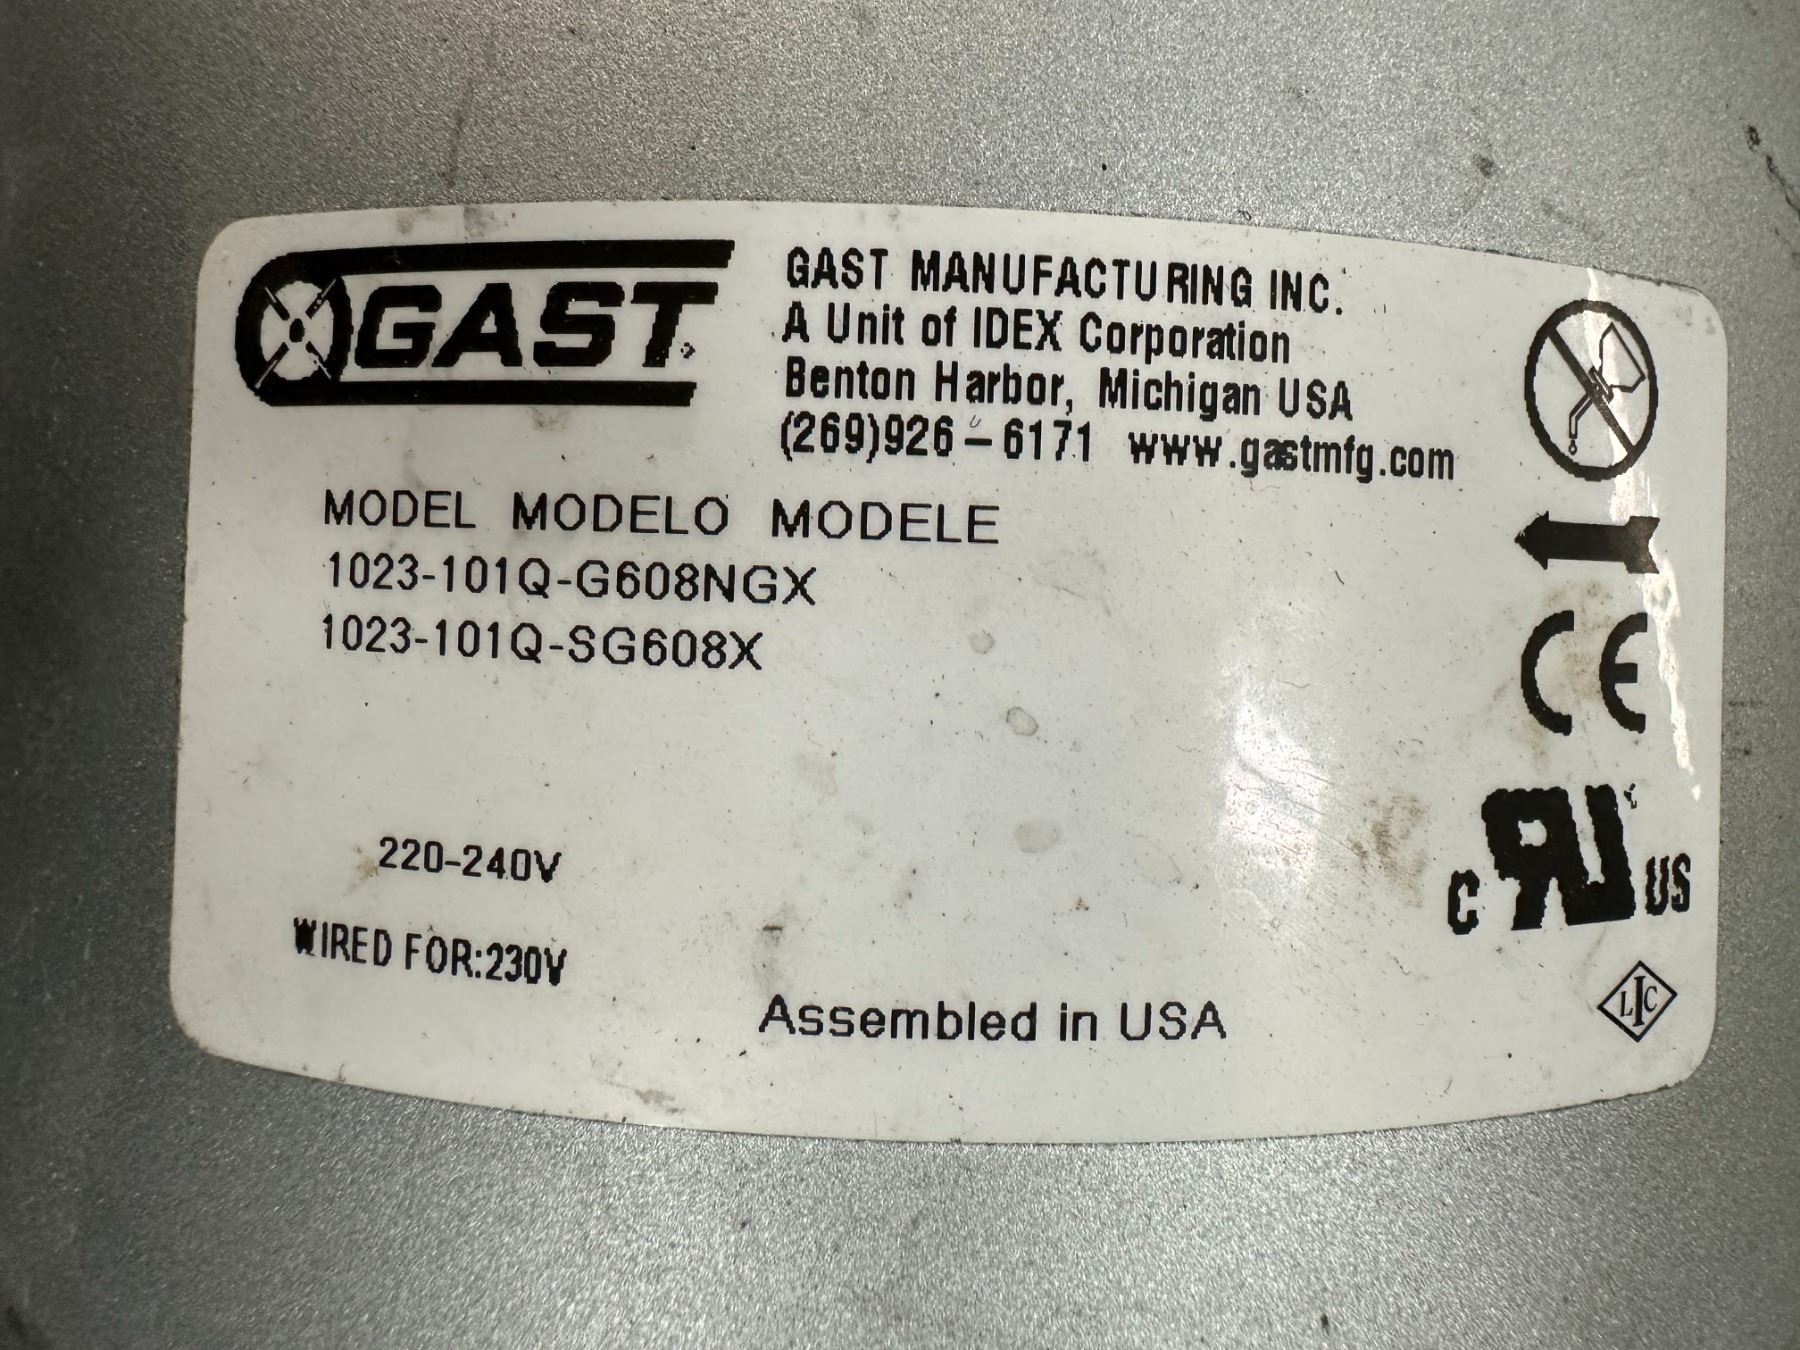 GAST
GAST MANUFACTURING INC.
A Unit of IDEX Corporation
Benton Harbor, Michigan USA
(269)926-6171 www.gastmfg.com
MODEL MODELO MODELE
1023-101Q-G608NGX
1023-101Q-SG608X
CE
220-240V
C RU US
WIRED FOR:230V
LIC
Assembled in USA